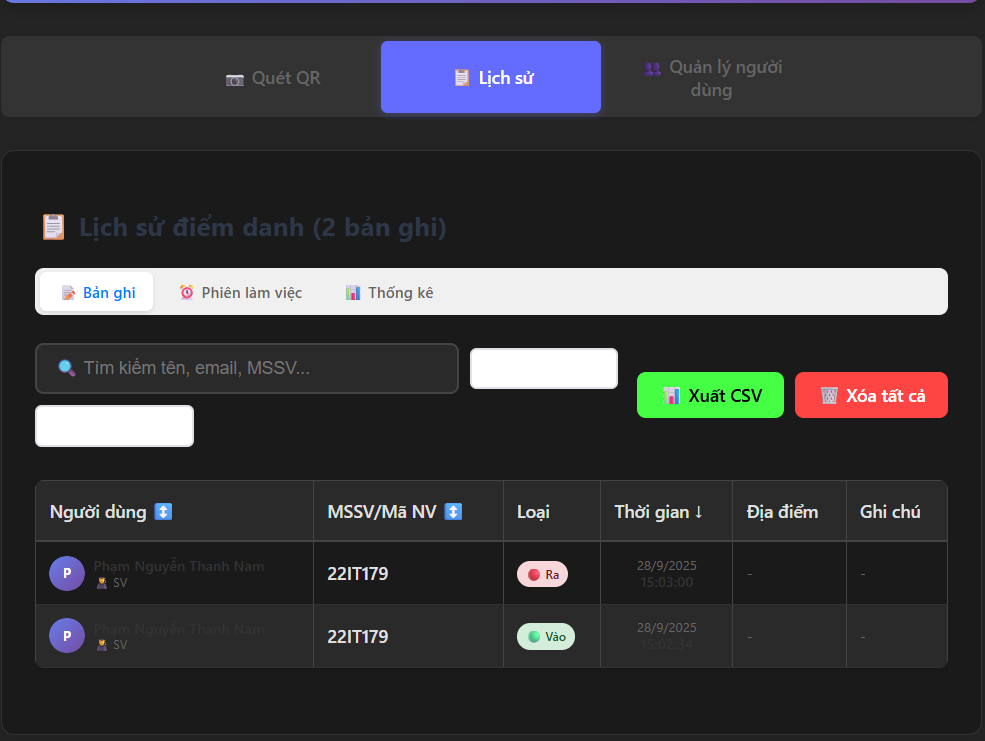 Quét QR
Lịch sử
Quản lý người
dùng
Lịch sử điểm danh (2 bản ghi)
Bản ghi
Phiên làm việc
Thống kê
Tìm kiếm tên, email, MSSV...
Xuất CSV
Xóa tất cả
Người dùng
MSSV/Mã NV
Loại
Thời gian ↓
Địa điểm
Ghi chú
P
Phạm Nguyễn Thanh Nam
SV
22IT179
Ra
28/9/2025
15:03:00
-
-
P
Phạm Nguyễn Thanh Nam
SV
22IT179
Vào
28/9/2025
15:02:34
-
-